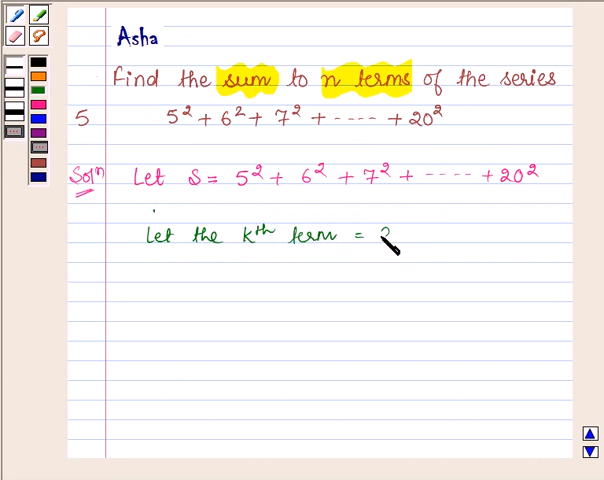 Asha
Find the sum to n terms of the series
5 5² + 6² + 7² + ---- + 20²
Solⁿ Let S = 5² + 6² + 7² + ---- + 20²
Let the kᵗʰ term =